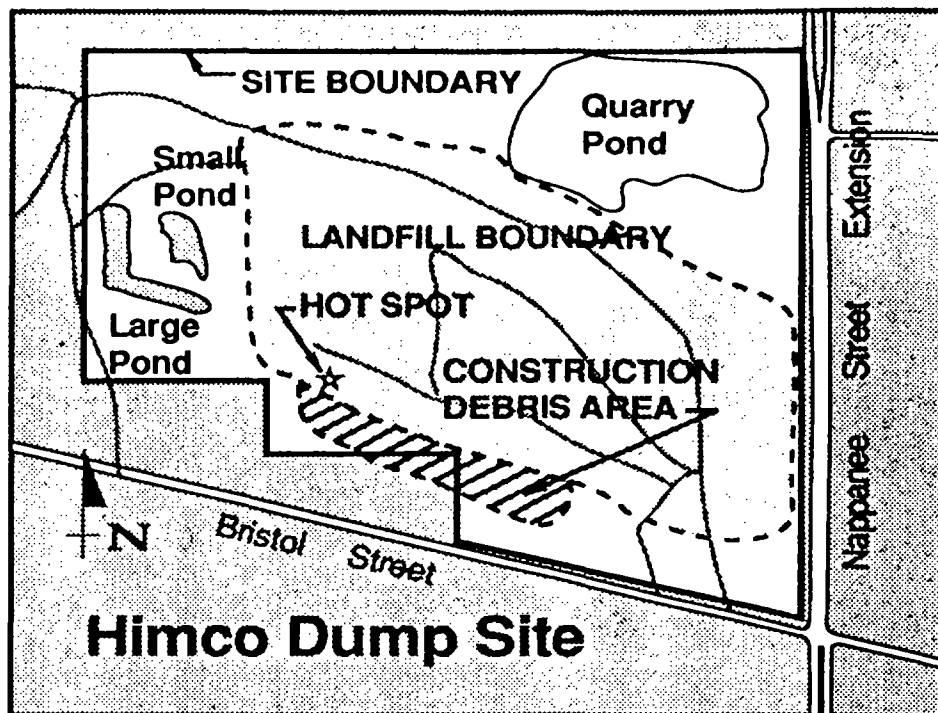 SITE BOUNDARY
Quarry
Pond
Small
Pond
LANDFILL BOUNDARY
HOT SPOT
Large
Pond
CONSTRUCTION
DEBRIS AREA
Nappanee Street Extension
N
Bristol Street
Himco Dump Site